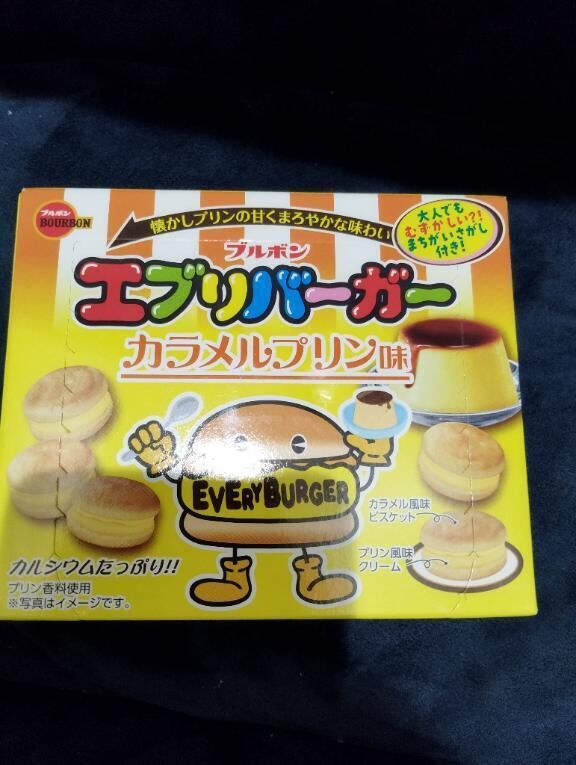 ブルボン
BOURBON
懐かしプリンの甘くまろやかな味わい
大人でも
むずかしい?!
まちがいさがし
付き!
ブルボン
エブリバーガー
カラメルプリン味
EVERYBURGER
カラメル風味
ビスケット
プリン風味
クリーム
カルシウムたっぷり!!
プリン香料使用
※写真はイメージです。